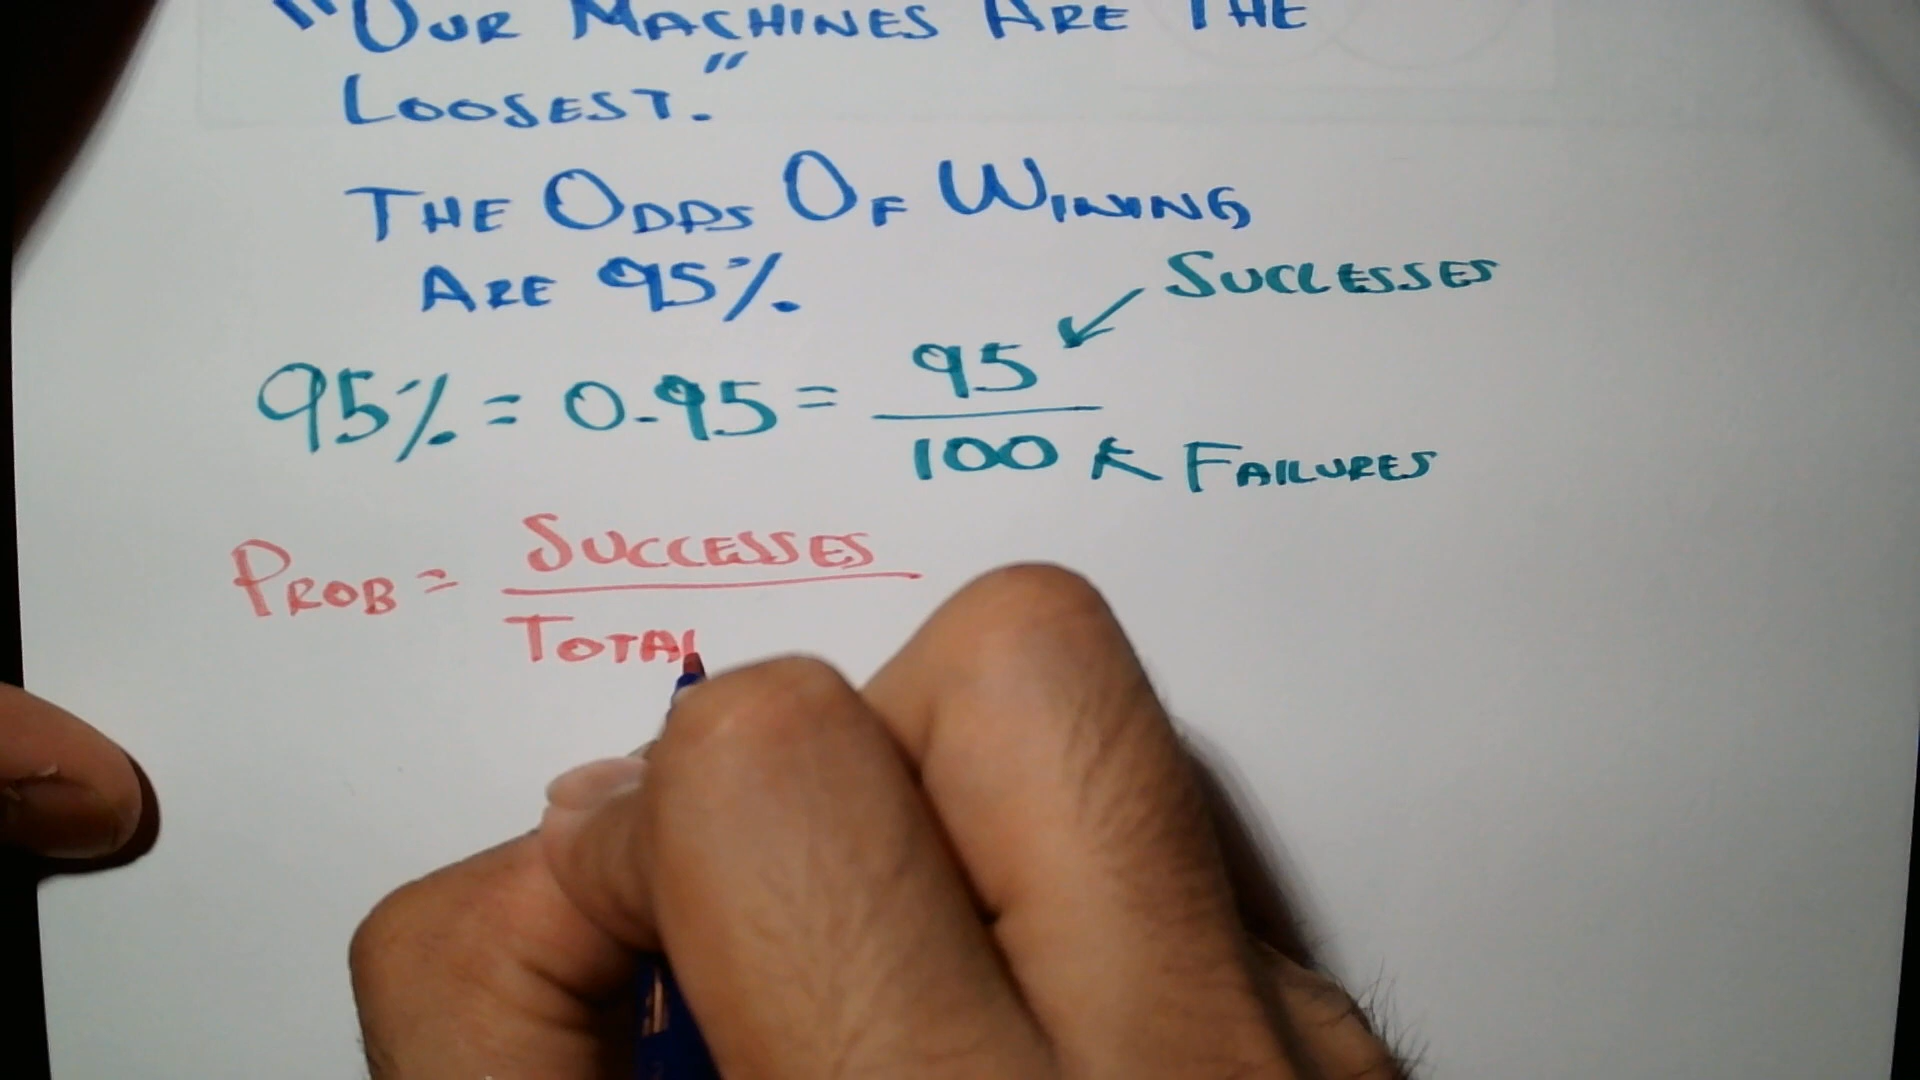 "Our Machines Are The
Loosest."
The Odds Of Wining
Are 95%.
Successes
95% = 0.95 = 95
100 Failures
Prob = Successes
Total